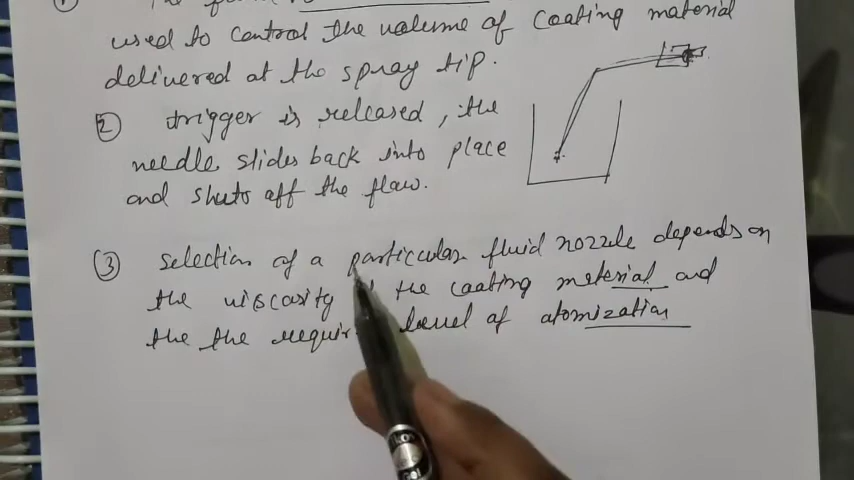 ①
used to control the volume of coating material
delivered at the spray tip.
② trigger is released, the
needle slides back into place
and shuts off the flow.
③ selection of a particular fluid nozzle depends on
the viscosity the coating material and
the the requir level of atomization